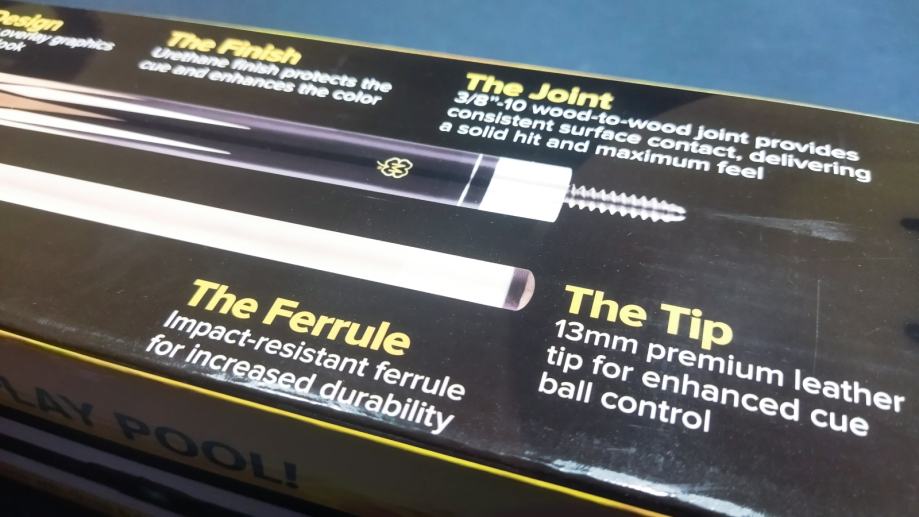 Design
overlay graphics
look
The Finish
Urethane finish protects the
cue and enhances the color
The Joint
3/8"-10 wood-to-wood joint provides
consistent surface contact, delivering
a solid hit and maximum feel
The Ferrule
Impact-resistant ferrule
for increased durability
The Tip
13mm premium leather
tip for enhanced cue
ball control
LAY POOL!